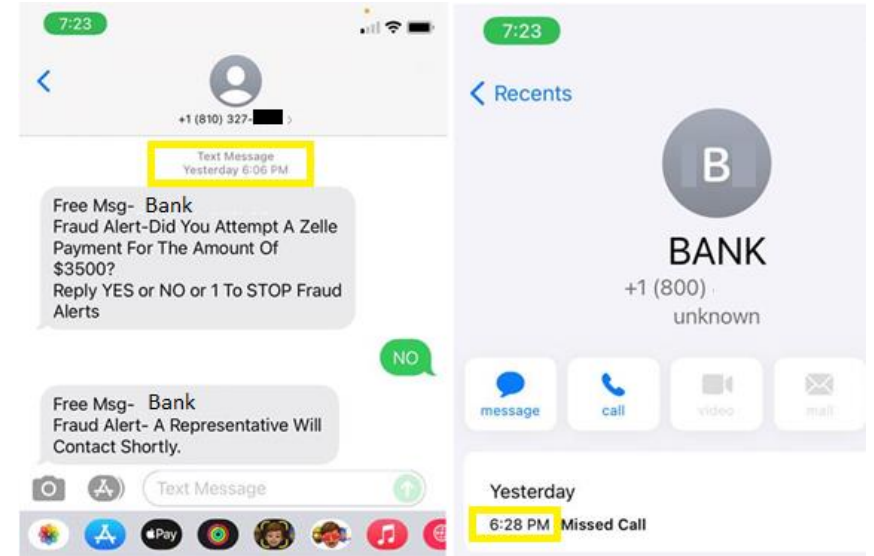 7:23
+1 (810) 327-
Text Message
Yesterday 6:06 PM
Free Msg- Bank
Fraud Alert-Did You Attempt A Zelle
Payment For The Amount Of
$3500?
Reply YES or NO or 1 To STOP Fraud
Alerts
NO
Free Msg- Bank
Fraud Alert- A Representative Will
Contact Shortly.
Text Message
Pay
7:23
Recents
B
BANK
+1 (800)
unknown
message
call
video
mail
Yesterday
6:28 PM Missed Call